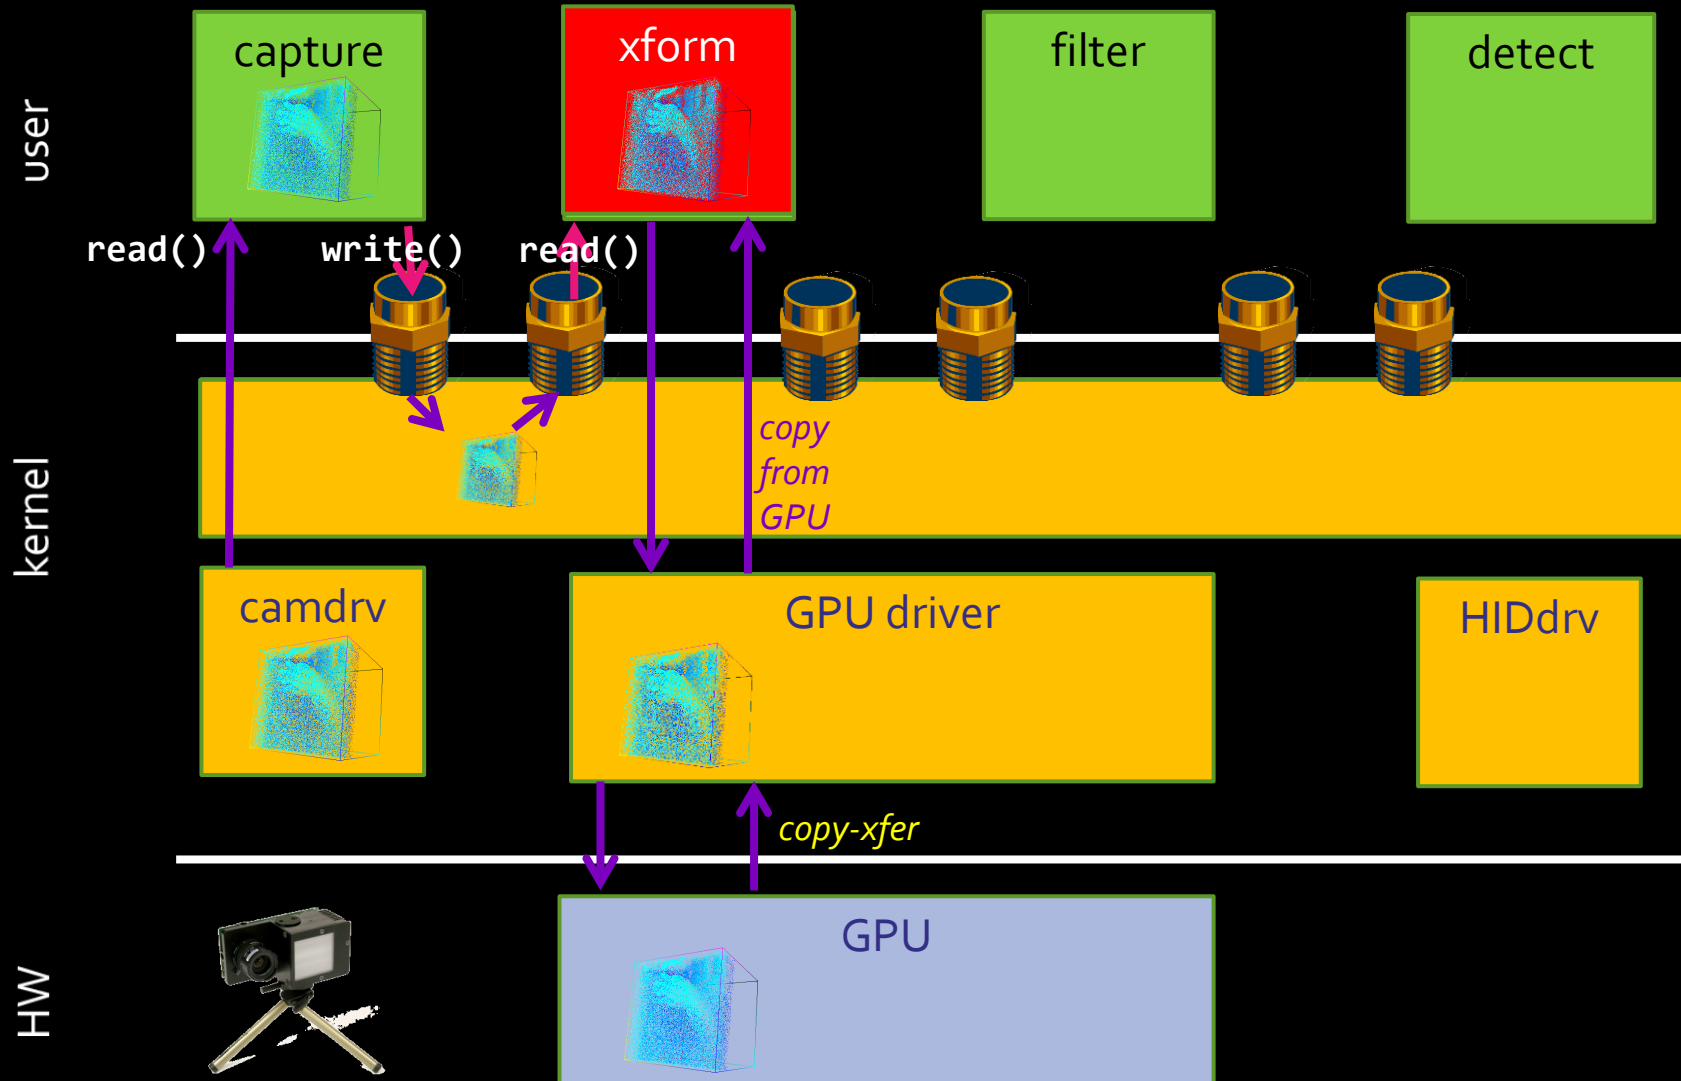 user
capture
xform
filter
detect
read()
write()
read()
kernel
copy
from
GPU
camdrv
GPU driver
HIDdrv
copy-xfer
HW
GPU